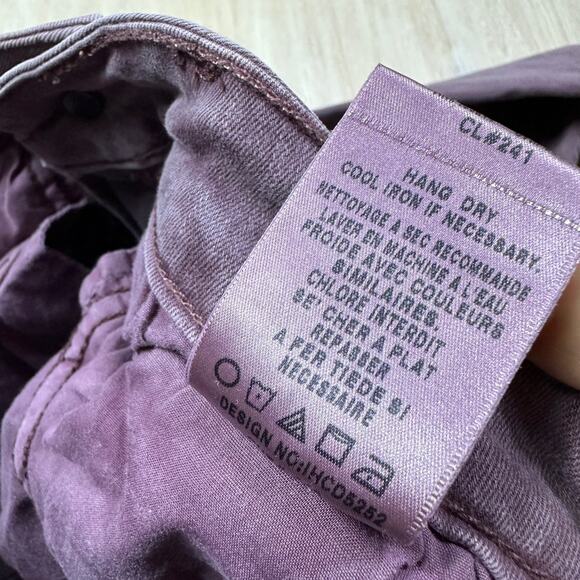 CL#241
HANG DRY
COOL IRON IF NECESSARY.
NETTOYAGE A SEC RECOMMANDE
LAVER EN MACHINE A L'EAU
FROIDE AVEC COULEURS
SIMILAIRES.
CHLORE INTERDIT
SE' CHER A PLAT
REPASSER
A FER TIEDE SI
NECESSAIRE
DESIGN NO:IHCD5252